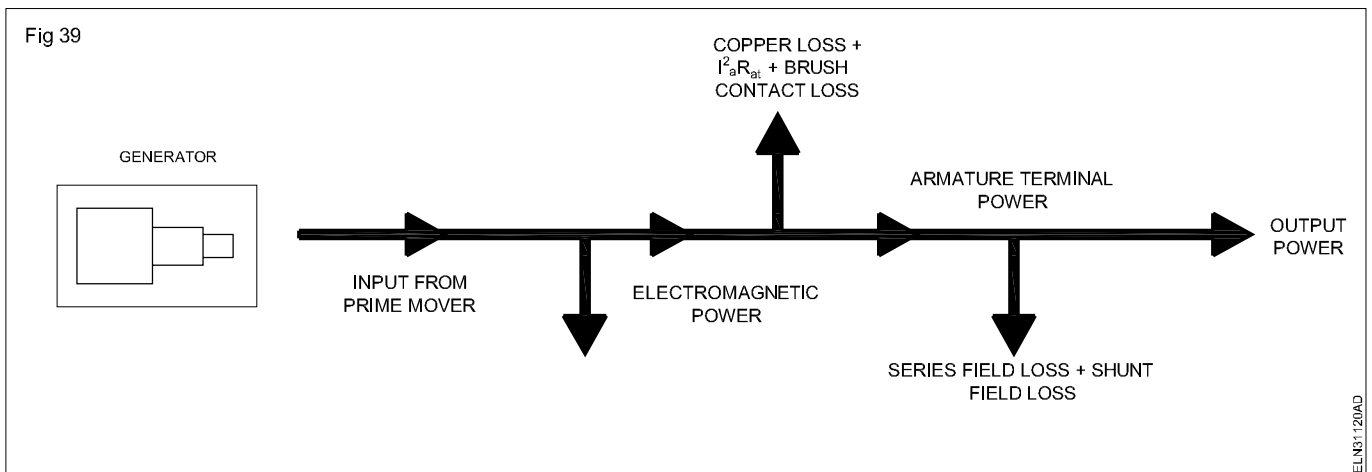 Fig 39
GENERATOR
INPUT FROM
PRIME MOVER
ELECTROMAGNETIC
POWER
COPPER LOSS +
I²ₐRₐₜ + BRUSH
CONTACT LOSS
ARMATURE TERMINAL
POWER
SERIES FIELD LOSS + SHUNT
FIELD LOSS
OUTPUT
POWER
ELN31120AD